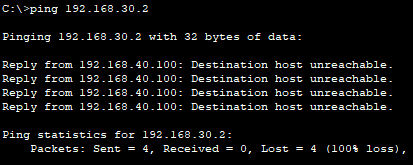 C:\>ping 192.168.30.2
Pinging 192.168.30.2 with 32 bytes of data:
Reply from 192.168.40.100: Destination host unreachable.
Reply from 192.168.40.100: Destination host unreachable.
Reply from 192.168.40.100: Destination host unreachable.
Reply from 192.168.40.100: Destination host unreachable.
Ping statistics for 192.168.30.2:
Packets: Sent = 4, Received = 0, Lost = 4 (100% loss),